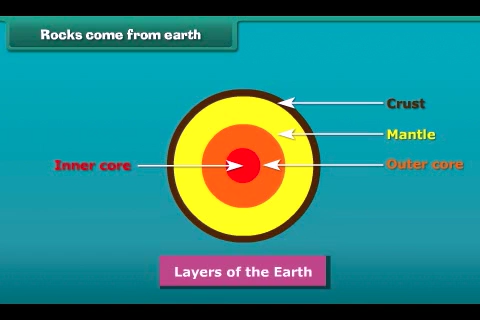 Rocks come from earth
Crust
Mantle
Inner core
Outer core
Layers of the Earth